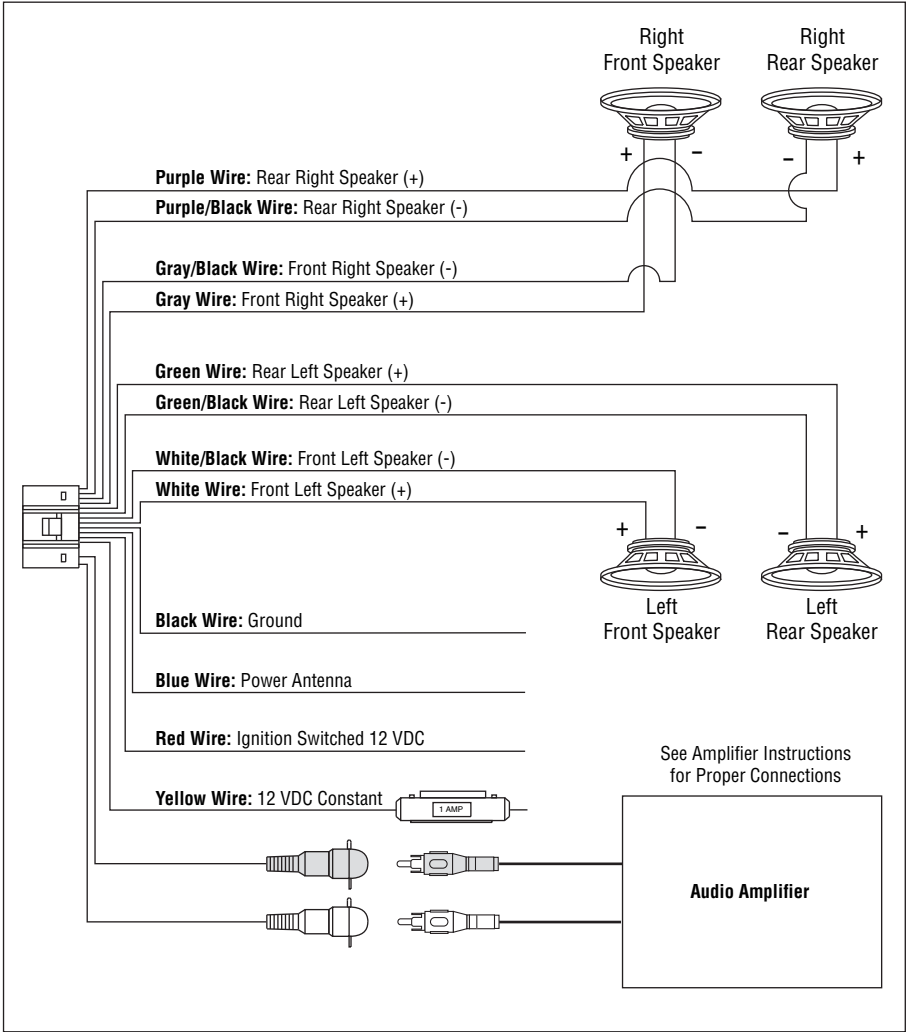 Right
Front Speaker
Right
Rear Speaker
+ −
− +
Purple Wire: Rear Right Speaker (+)
Purple/Black Wire: Rear Right Speaker (-)
Gray/Black Wire: Front Right Speaker (-)
Gray Wire: Front Right Speaker (+)
Green Wire: Rear Left Speaker (+)
Green/Black Wire: Rear Left Speaker (-)
White/Black Wire: Front Left Speaker (-)
White Wire: Front Left Speaker (+)
+ −
− +
Left
Front Speaker
Left
Rear Speaker
Black Wire: Ground
Blue Wire: Power Antenna
Red Wire: Ignition Switched 12 VDC
Yellow Wire: 12 VDC Constant
1 AMP
See Amplifier Instructions
for Proper Connections
Audio Amplifier